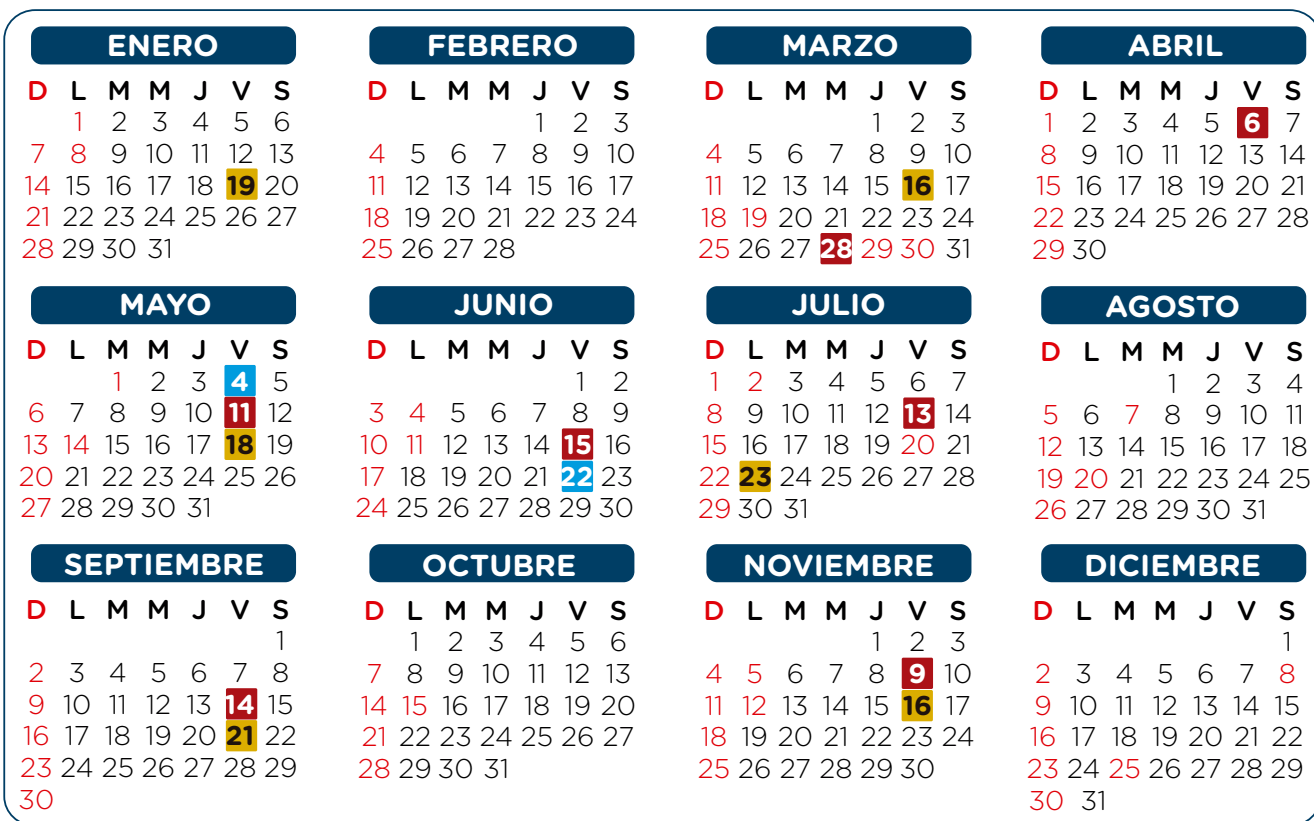 ENERO
D L M M J V S
1 2 3 4 5 6
7 8 9 10 11 12 13
14 15 16 17 18 19 20
21 22 23 24 25 26 27
28 29 30 31
FEBRERO
D L M M J V S
1 2 3
4 5 6 7 8 9 10
11 12 13 14 15 16 17
18 19 20 21 22 23 24
25 26 27 28
MARZO
D L M M J V S
1 2 3
4 5 6 7 8 9 10
11 12 13 14 15 16 17
18 19 20 21 22 23 24
25 26 27 28 29 30 31
ABRIL
D L M M J V S
1 2 3 4 5 6 7
8 9 10 11 12 13 14
15 16 17 18 19 20 21
22 23 24 25 26 27 28
29 30
MAYO
D L M M J V S
1 2 3 4 5
6 7 8 9 10 11 12
13 14 15 16 17 18 19
20 21 22 23 24 25 26
27 28 29 30 31
JUNIO
D L M M J V S
1 2
3 4 5 6 7 8 9
10 11 12 13 14 15 16
17 18 19 20 21 22 23
24 25 26 27 28 29 30
JULIO
D L M M J V S
1 2 3 4 5 6 7
8 9 10 11 12 13 14
15 16 17 18 19 20 21
22 23 24 25 26 27 28
29 30 31
AGOSTO
D L M M J V S
1 2 3 4
5 6 7 8 9 10 11
12 13 14 15 16 17 18
19 20 21 22 23 24 25
26 27 28 29 30 31
SEPTIEMBRE
D L M M J V S
1
2 3 4 5 6 7 8
9 10 11 12 13 14 15
16 17 18 19 20 21 22
23 24 25 26 27 28 29
30
OCTUBRE
D L M M J V S
1 2 3 4 5 6
7 8 9 10 11 12 13
14 15 16 17 18 19 20
21 22 23 24 25 26 27
28 29 30 31
NOVIEMBRE
D L M M J V S
1 2 3
4 5 6 7 8 9 10
11 12 13 14 15 16 17
18 19 20 21 22 23 24
25 26 27 28 29 30
DICIEMBRE
D L M M J V S
1
2 3 4 5 6 7 8
9 10 11 12 13 14 15
16 17 18 19 20 21 22
23 24 25 26 27 28 29
30 31